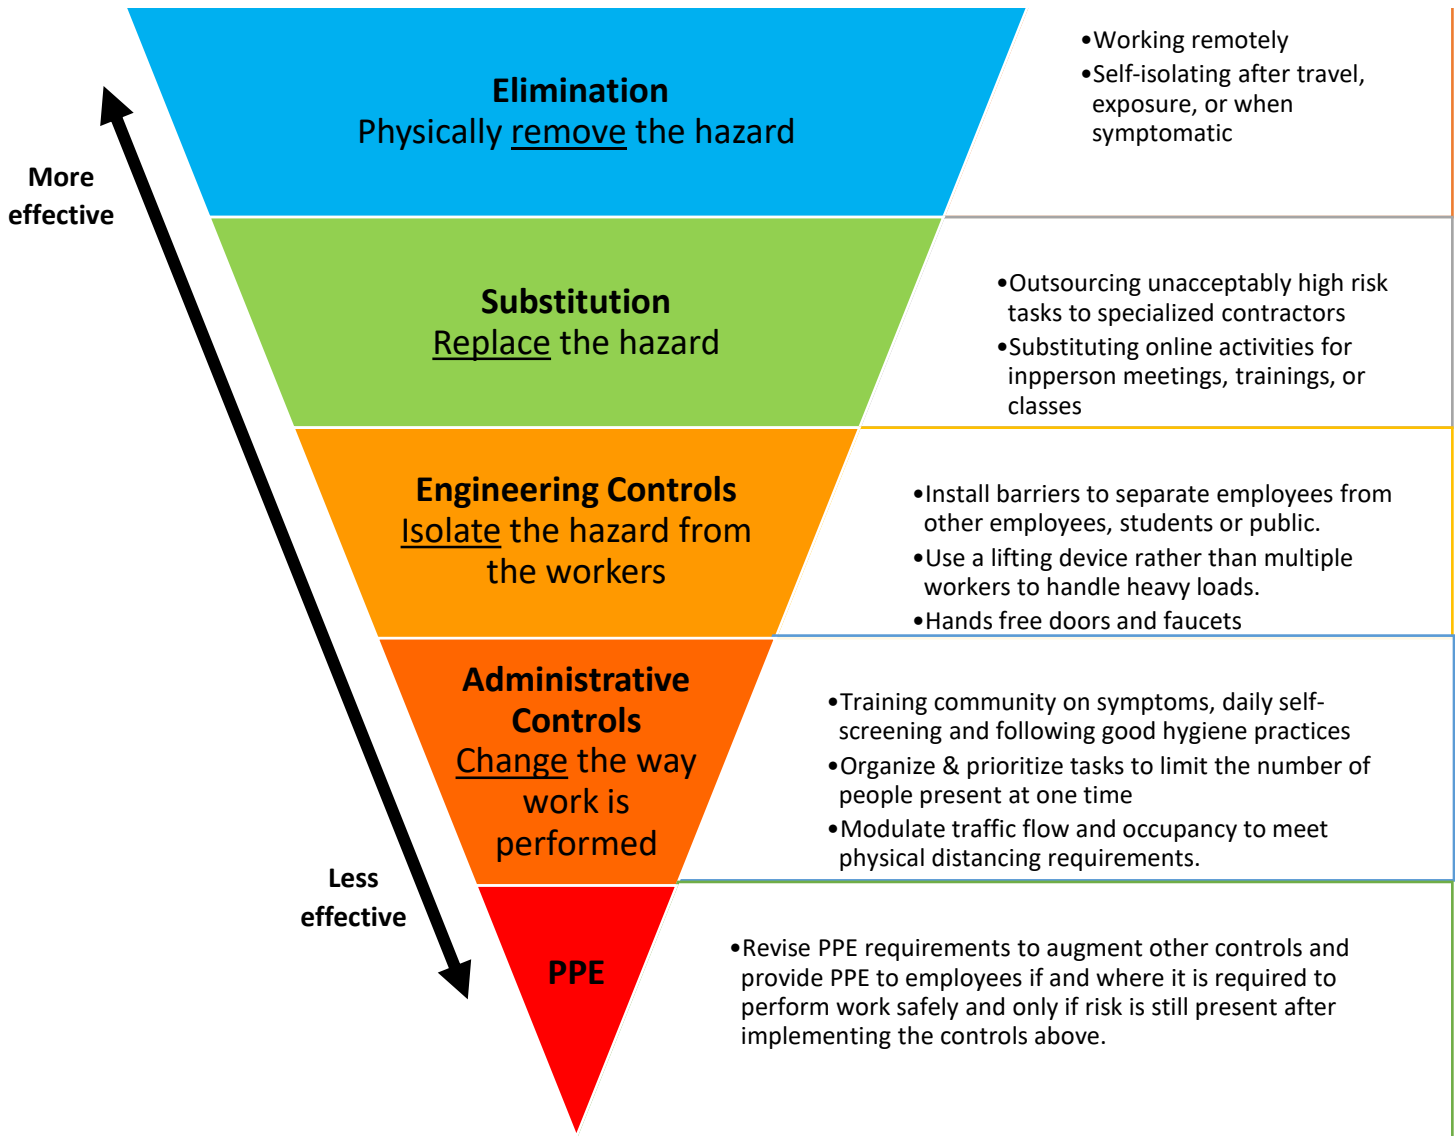 Elimination
Physically remove the hazard
•Working remotely
•Self-isolating after travel,
exposure, or when
symptomatic
More
effective
Substitution
Replace the hazard
•Outsourcing unacceptably high risk
tasks to specialized contractors
•Substituting online activities for
inpperson meetings, trainings, or
classes
Engineering Controls
Isolate the hazard from
the workers
•Install barriers to separate employees from
other employees, students or public.
•Use a lifting device rather than multiple
workers to handle heavy loads.
•Hands free doors and faucets
Administrative
Controls
Change the way
work is
performed
•Training community on symptoms, daily self-
screening and following good hygiene practices
•Organize & prioritize tasks to limit the number of
people present at one time
•Modulate traffic flow and occupancy to meet
physical distancing requirements.
Less
effective
PPE
•Revise PPE requirements to augment other controls and
provide PPE to employees if and where it is required to
perform work safely and only if risk is still present after
implementing the controls above.